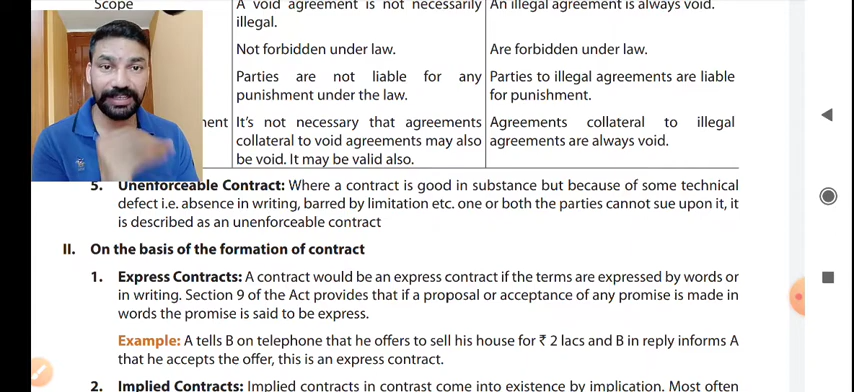 Scope
A void agreement is not necessarily
illegal.
An illegal agreement is always void.
Not forbidden under law.
Are forbidden under law.
Parties are not liable for any
punishment under the law.
Parties to illegal agreements are liable
for punishment.
It's not necessary that agreements
collateral to void agreements may also
be void. It may be valid also.
Agreements collateral to illegal
agreements are always void.
5. Unenforceable Contract: Where a contract is good in substance but because of some technical
defect i.e. absence in writing, barred by limitation etc. one or both the parties cannot sue upon it, it
is described as an unenforceable contract
II. On the basis of the formation of contract
1. Express Contracts: A contract would be an express contract if the terms are expressed by words or
in writing. Section 9 of the Act provides that if a proposal or acceptance of any promise is made in
words the promise is said to be express.
Example: A tells B on telephone that he offers to sell his house for ₹ 2 lacs and B in reply informs A
that he accepts the offer, this is an express contract.
2. Implied Contracts: Implied contracts in contrast come into existence by implication. Most often